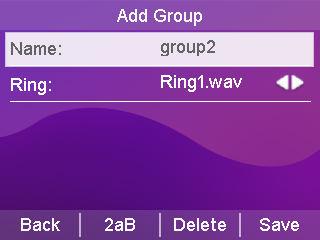 Add Group
Name: group2
Ring: Ring1.wav
Back 2aB Delete Save